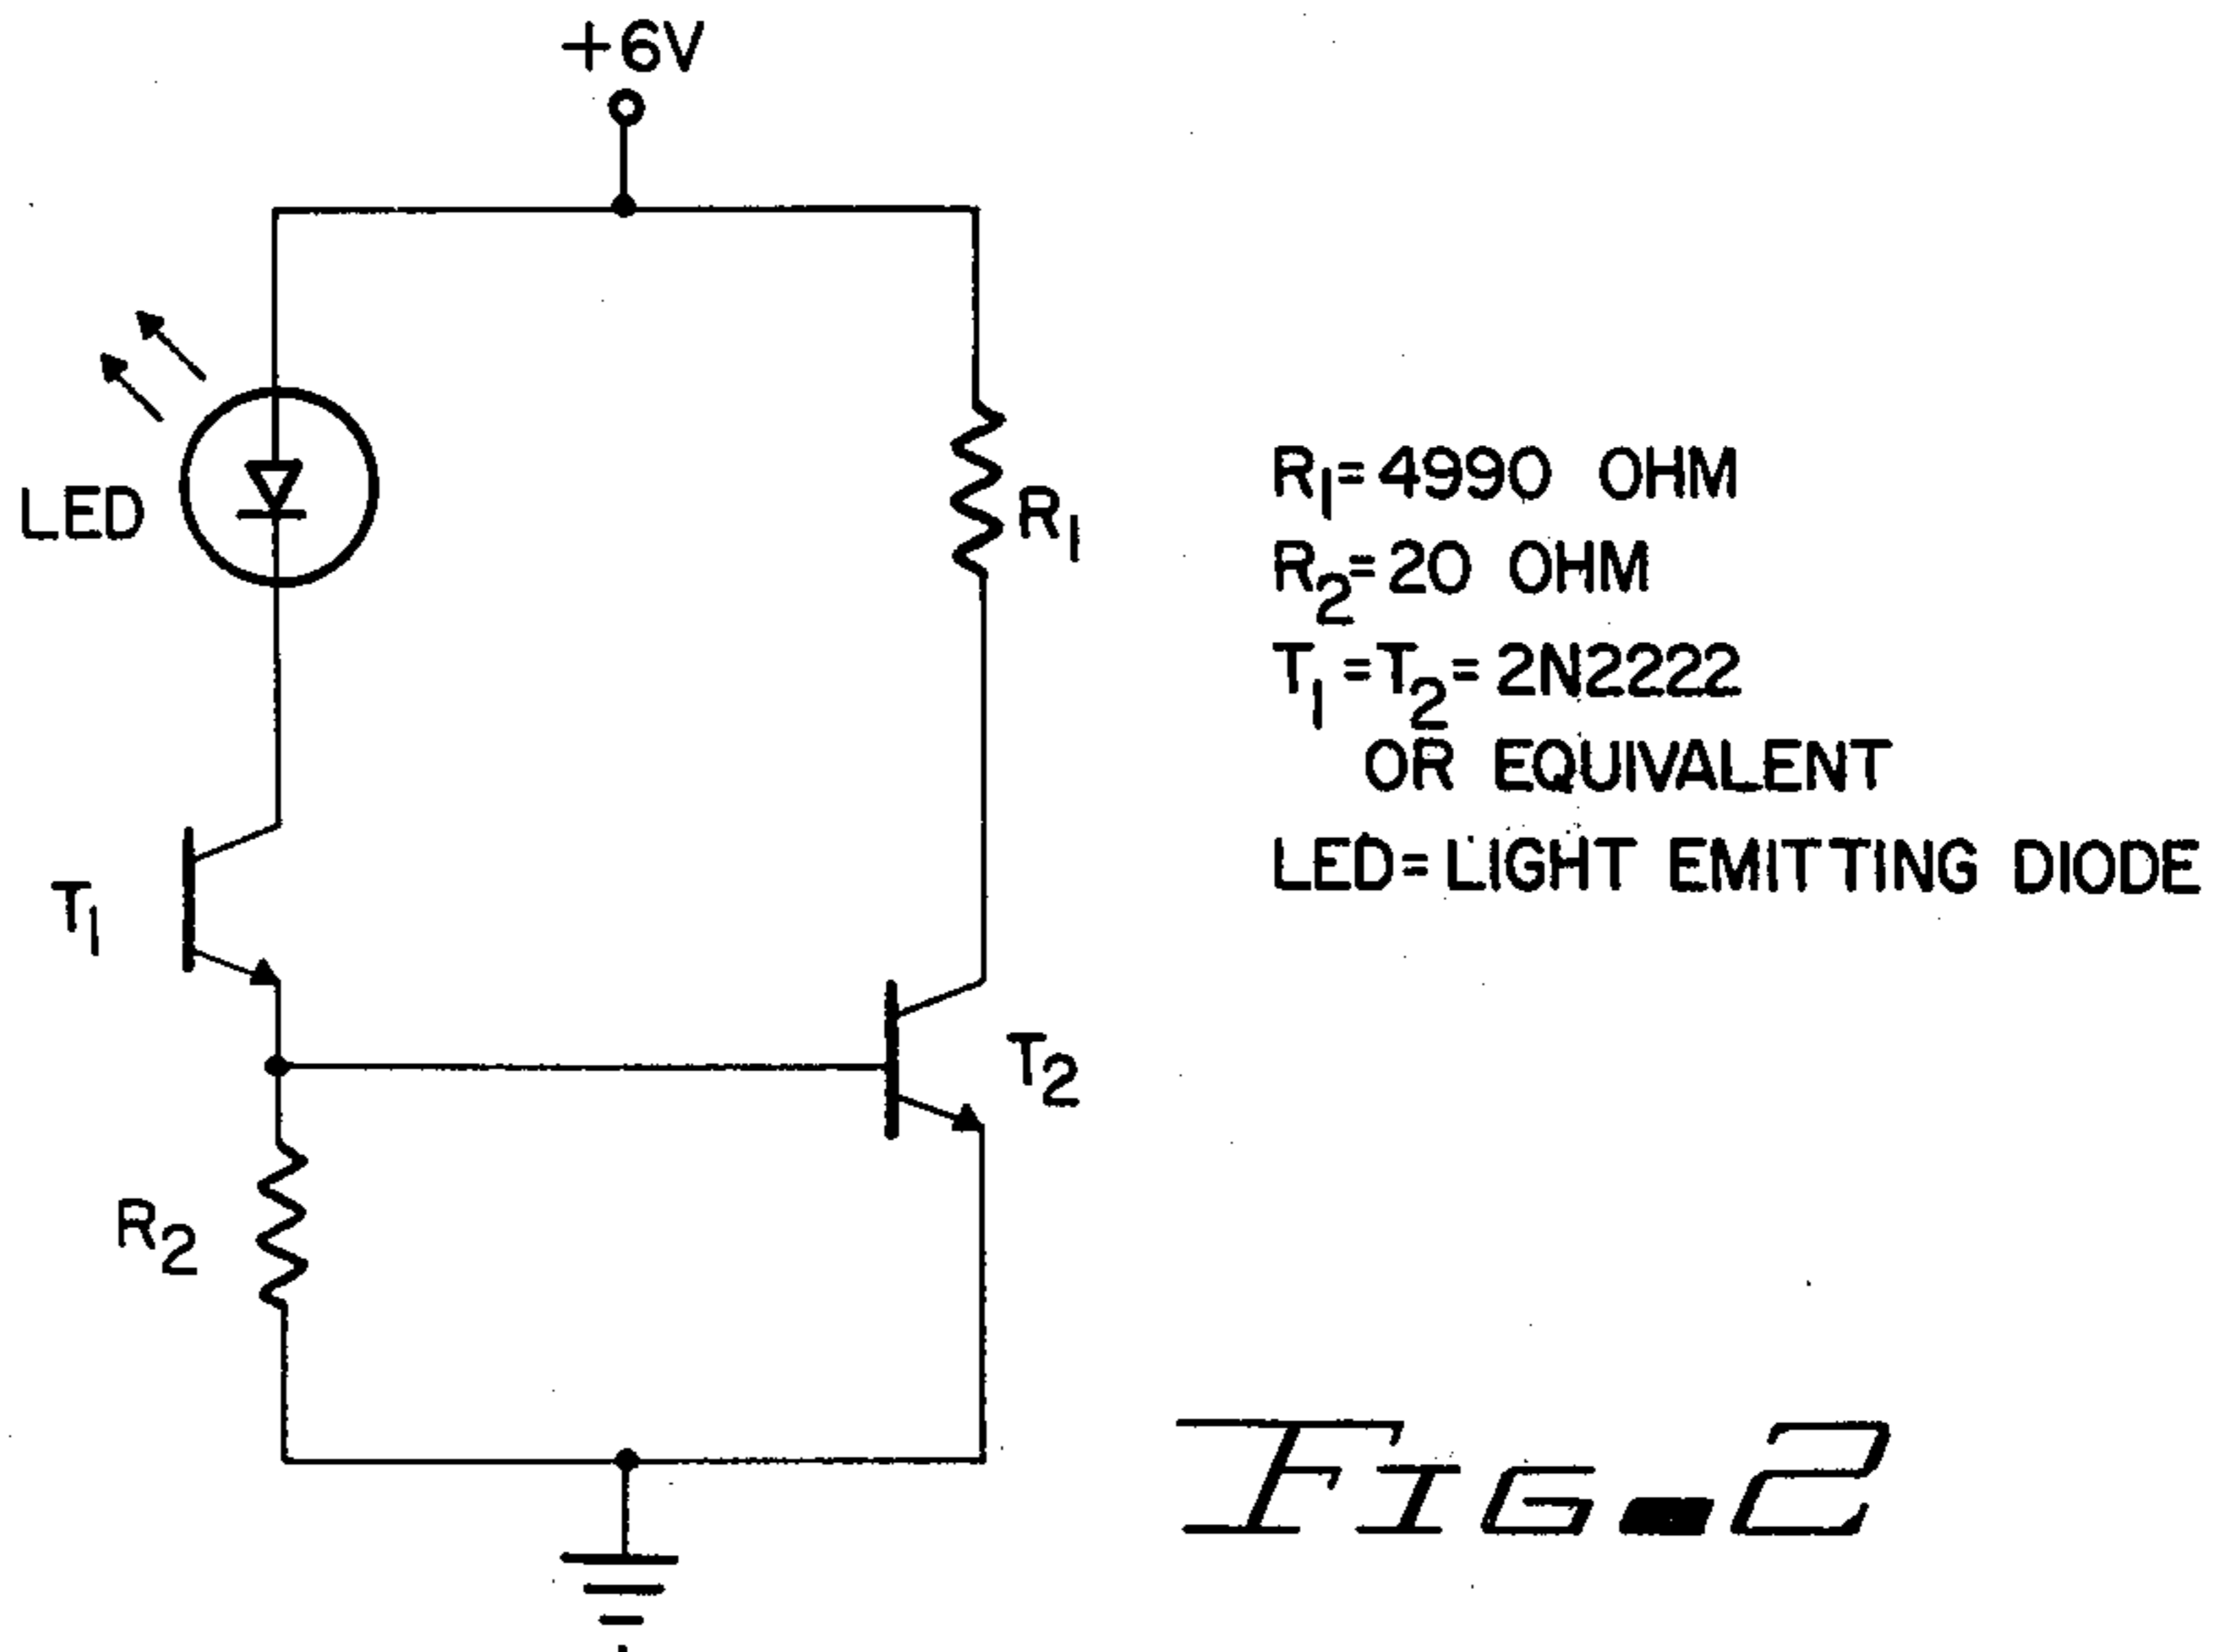 +6V
LED
R1
R1=4990 OHM
R2=20 OHM
T1=T2=2N2222
OR EQUIVALENT
LED=LIGHT EMITTING DIODE
T1
T2
R2
FIG. 2